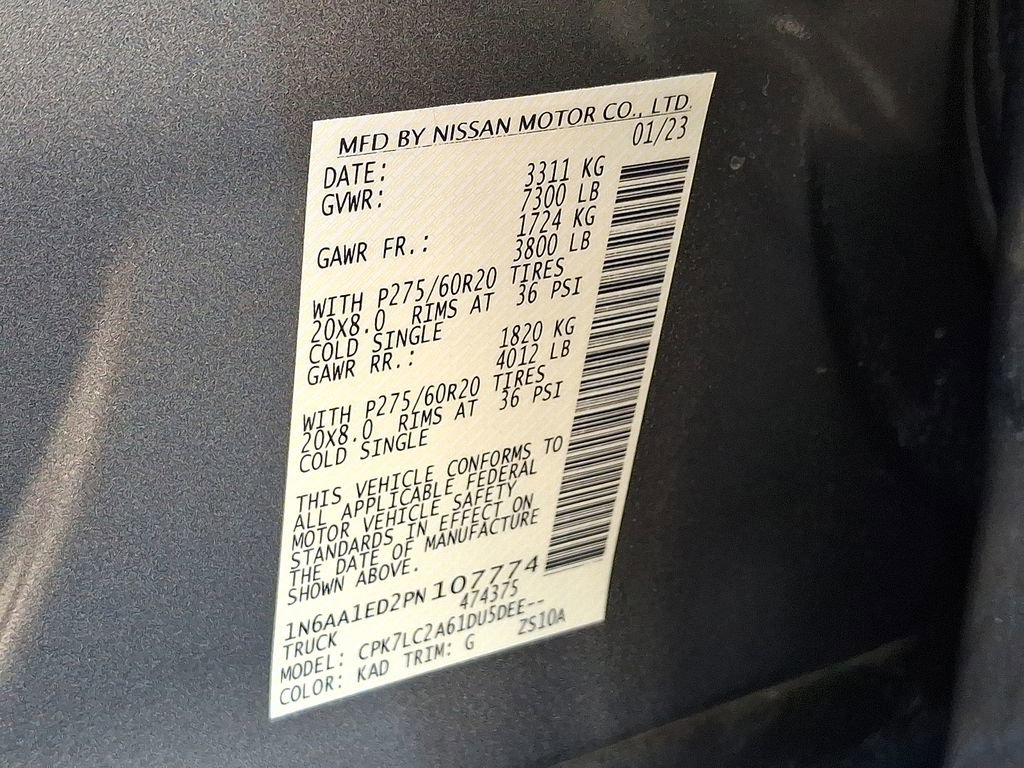 MFD BY NISSAN MOTOR CO., LTD.
DATE: 01/23
GVWR: 3311 KG
7300 LB
1724 KG
GAWR FR.: 3800 LB
WITH P275/60R20 TIRES
20X8.0 RIMS AT 36 PSI
COLD SINGLE
1820 KG
GAWR RR.: 4012 LB
WITH P275/60R20 TIRES
20X8.0 RIMS AT 36 PSI
COLD SINGLE
THIS VEHICLE CONFORMS TO
ALL APPLICABLE FEDERAL
MOTOR VEHICLE SAFETY
STANDARDS IN EFFECT ON
THE DATE OF MANUFACTURE
SHOWN ABOVE.
1N6AA1ED2PN107774
TRUCK 474375
MODEL: CPK7LC2A61DU5DEE--
COLOR: KAD TRIM: G ZS10A